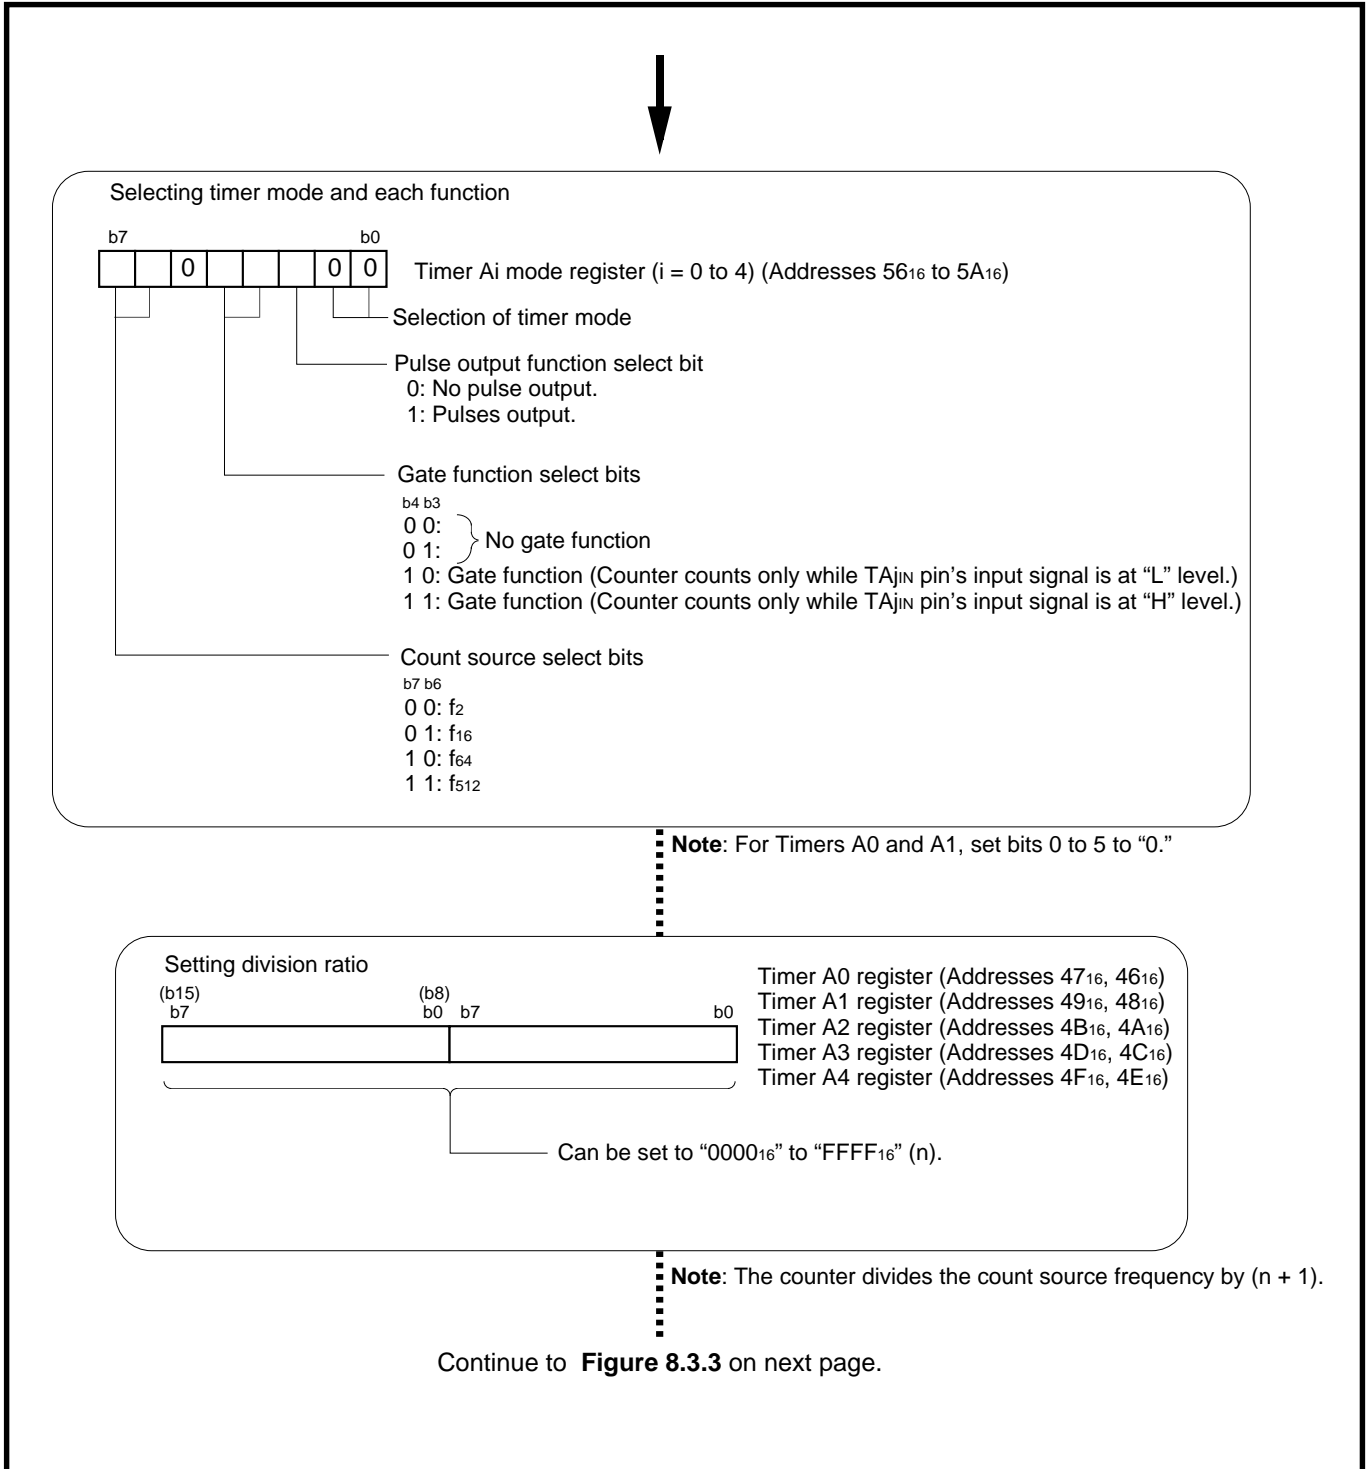 Selecting timer mode and each function
b7 b0
0 0 0 Timer Ai mode register (i = 0 to 4) (Addresses 5616 to 5A16)
Selection of timer mode
Pulse output function select bit
0: No pulse output.
1: Pulses output.
Gate function select bits
b4 b3
0 0:
0 1:
No gate function
1 0: Gate function (Counter counts only while TAjIN pin’s input signal is at “L” level.)
1 1: Gate function (Counter counts only while TAjIN pin’s input signal is at “H” level.)
Count source select bits
b7 b6
0 0: f2
0 1: f16
1 0: f64
1 1: f512
Note: For Timers A0 and A1, set bits 0 to 5 to “0.”
Setting division ratio
(b15) (b8)
b7 b0 b7 b0
Timer A0 register (Addresses 4716, 4616)
Timer A1 register (Addresses 4916, 4816)
Timer A2 register (Addresses 4B16, 4A16)
Timer A3 register (Addresses 4D16, 4C16)
Timer A4 register (Addresses 4F16, 4E16)
Can be set to “000016” to “FFFF16” (n).
Note: The counter divides the count source frequency by (n + 1).
Continue to Figure 8.3.3 on next page.